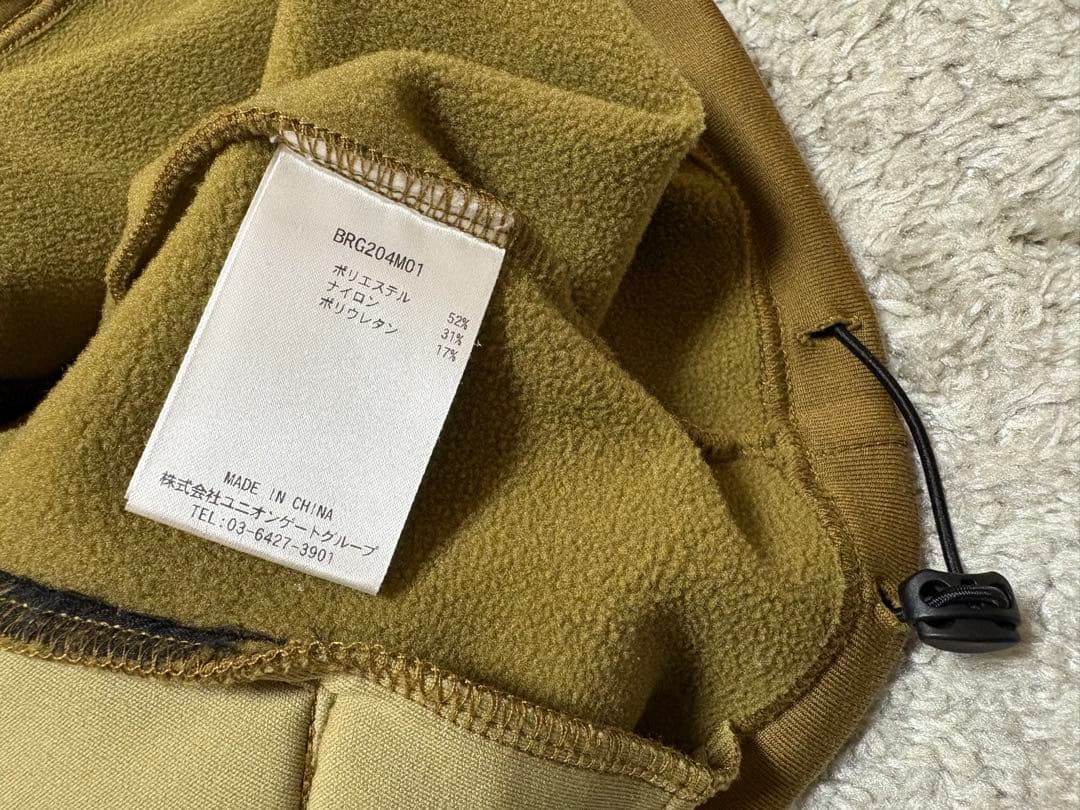 BRG204M01
ポリエステル 52%
ナイロン 31%
ポリウレタン 17%
MADE IN CHINA
株式会社ユニオンゲートグループ
TEL:03-6427-3901